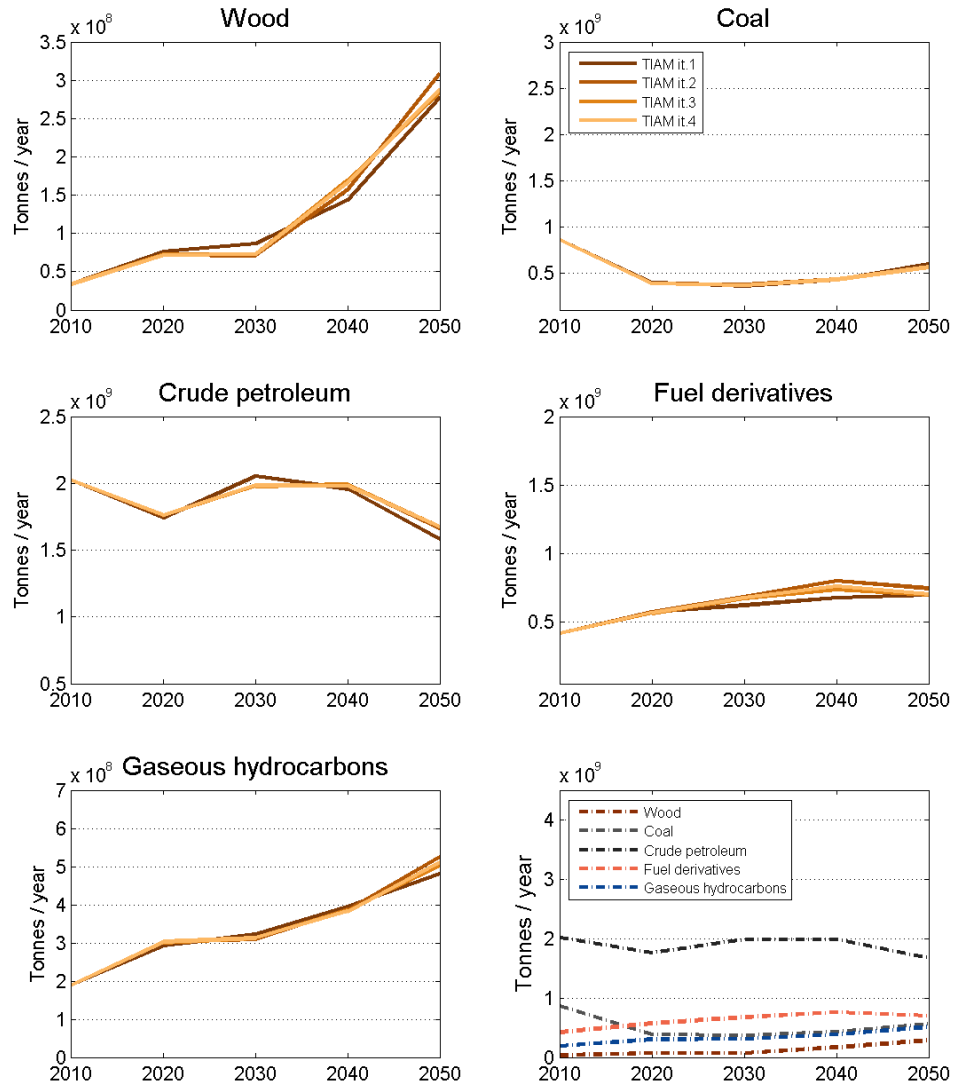 Wood
x 10^8
Tonnes / year
3.5
3
2.5
2
1.5
1
0.5
0
2010 2020 2030 2040 2050
Coal
x 10^9
Tonnes / year
3
2.5
2
1.5
1
0.5
2010 2020 2030 2040 2050
TIAM it.1
TIAM it.2
TIAM it.3
TIAM it.4
Crude petroleum
x 10^9
Tonnes / year
2.5
2
1.5
1
0.5
2010 2020 2030 2040 2050
Fuel derivatives
x 10^9
Tonnes / year
2
1.5
1
0.5
2010 2020 2030 2040 2050
Gaseous hydrocarbons
x 10^8
Tonnes / year
7
6
5
4
3
2
1
0
2010 2020 2030 2040 2050
x 10^9
Tonnes / year
4
3
2
1
0
2010 2020 2030 2040 2050
Wood
Coal
Crude petroleum
Fuel derivatives
Gaseous hydrocarbons